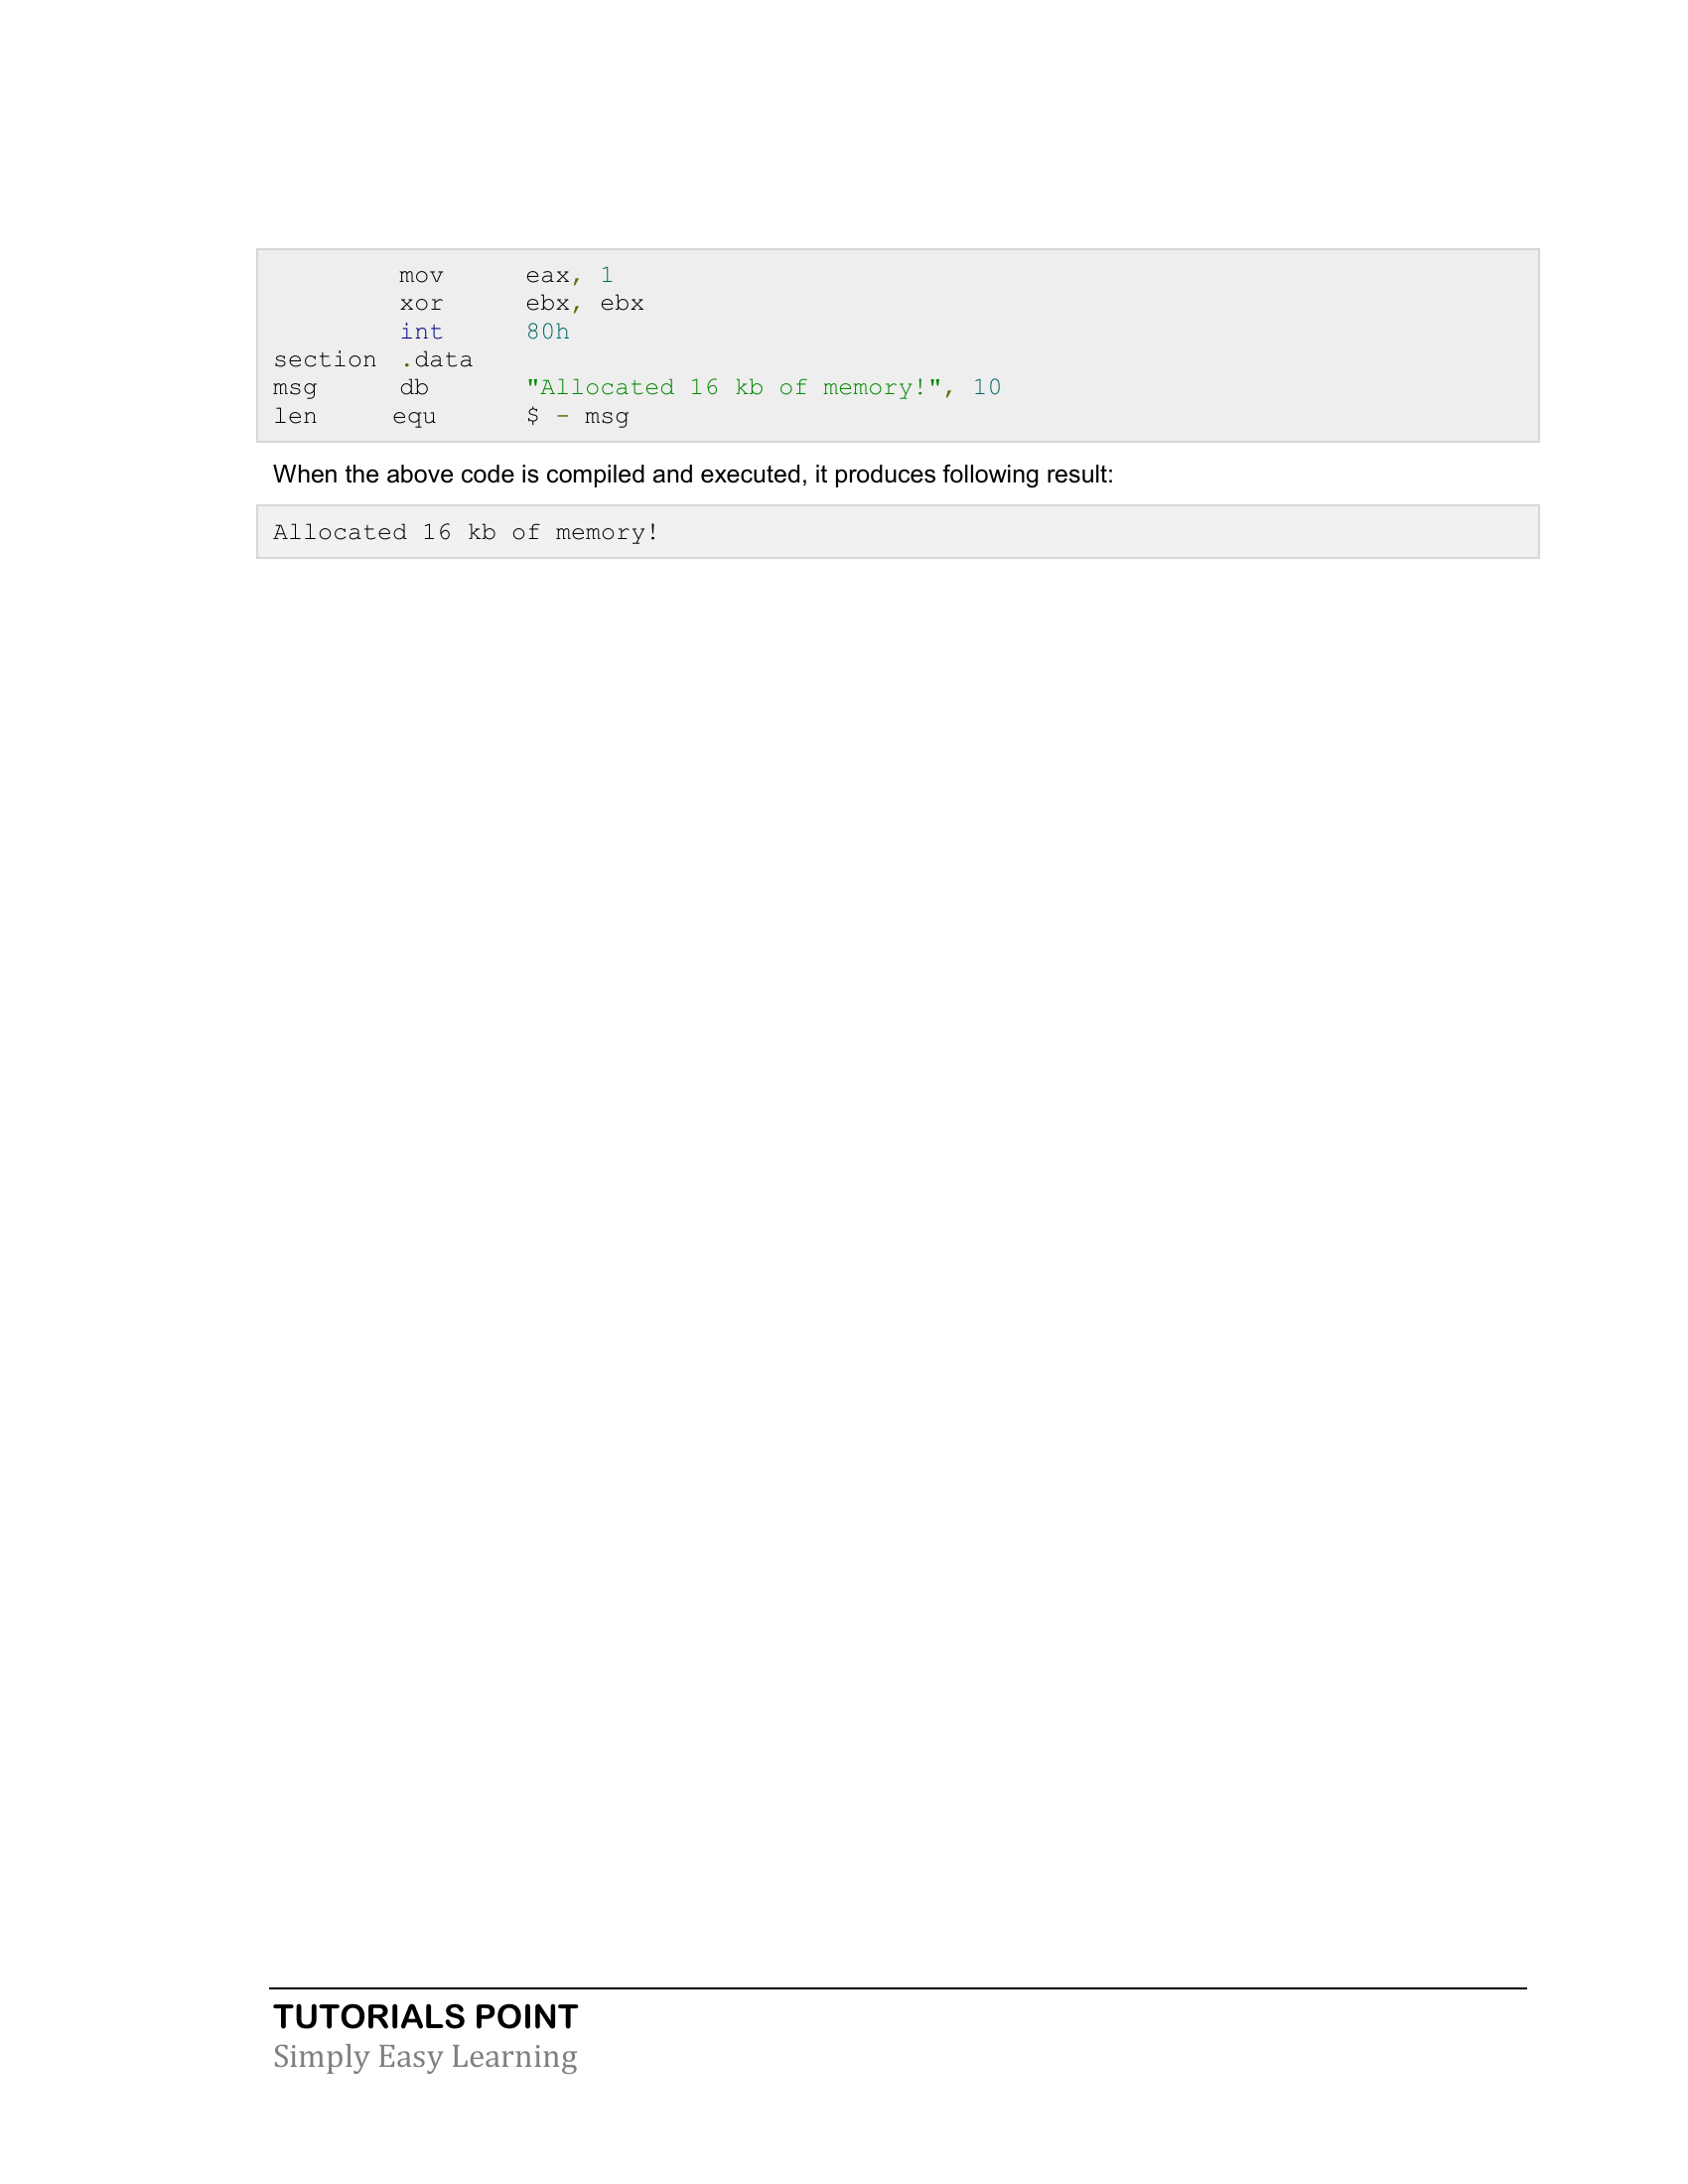 mov eax, 1
xor ebx, ebx
int 80h
section .data
msg db "Allocated 16 kb of memory!", 10
len equ $ - msg
When the above code is compiled and executed, it produces following result:
Allocated 16 kb of memory!
TUTORIALS POINT
Simply Easy Learning